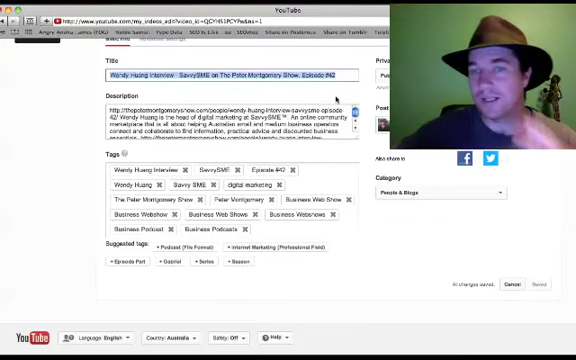 YouTube
www.youtube.com/my_videos_edit?video_id=QCYHS1PCYPw&ns=1
Title
Wendy Huang Interview - SavvySME on The Peter Montgomery Show, Episode #42
Description
http://thepetermontgomeryshow.com/people/wendy-huang-interview-savvysme-episode-
42/ Wendy Huang is the head of digital marketing at SavvySME™. An online community
marketplace that is all about helping Australian small and medium business operators
connect and collaborate to find information, practical advice and discounted business
Tags
Wendy Huang Interview
SavvySME
Episode #42
Wendy Huang
Savvy SME
digital marketing
The Peter Montgomery Show
Peter Montgomery
Business Web Show
Business Webshow
Business Web Shows
Business Webshows
Business Podcast
Business Podcasts
Suggested tags:
+ Podcast (File Format)
+ Internet Marketing (Professional Field)
+ Episode Part
+ Gabriel
+ Series
+ Season
Also share to
Category
People & Blogs
All changes saved.
Cancel
Saved
YouTube
Language: English
Country: Australia
Safety: Off
Help